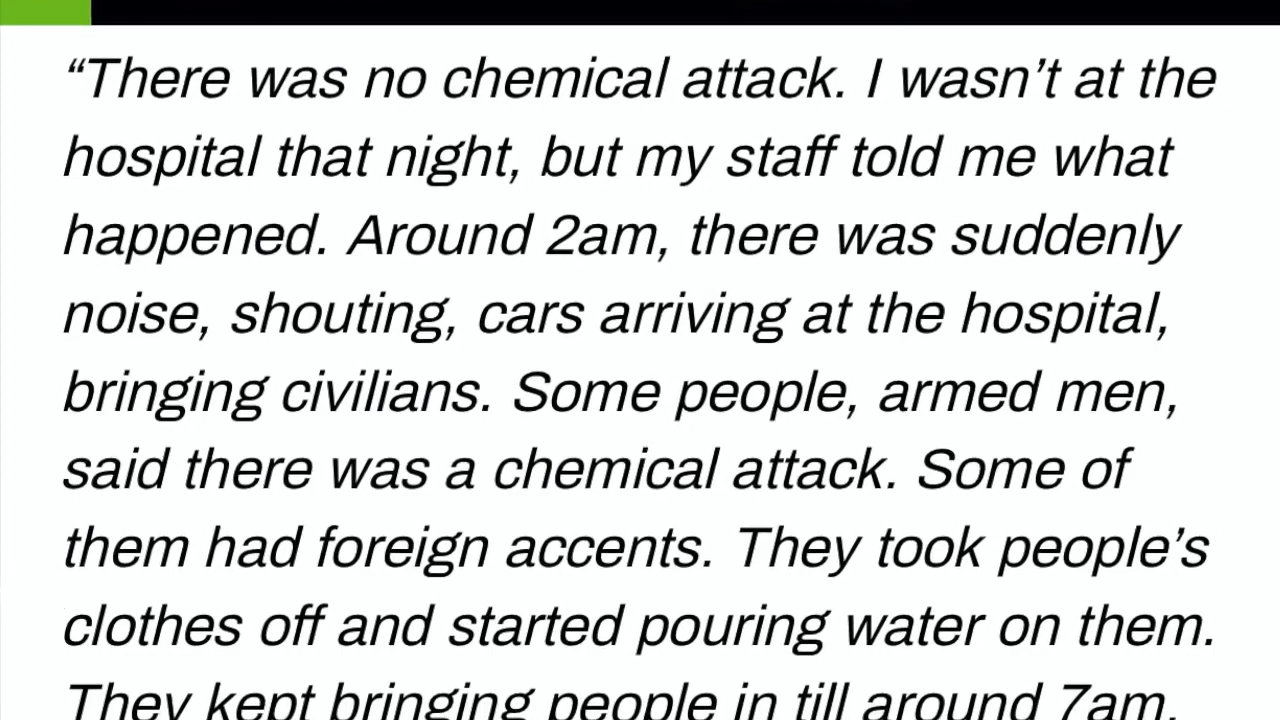 “There was no chemical attack. I wasn’t at the
hospital that night, but my staff told me what
happened. Around 2am, there was suddenly
noise, shouting, cars arriving at the hospital,
bringing civilians. Some people, armed men,
said there was a chemical attack. Some of
them had foreign accents. They took people’s
clothes off and started pouring water on them.
They kept bringing people in till around 7am.